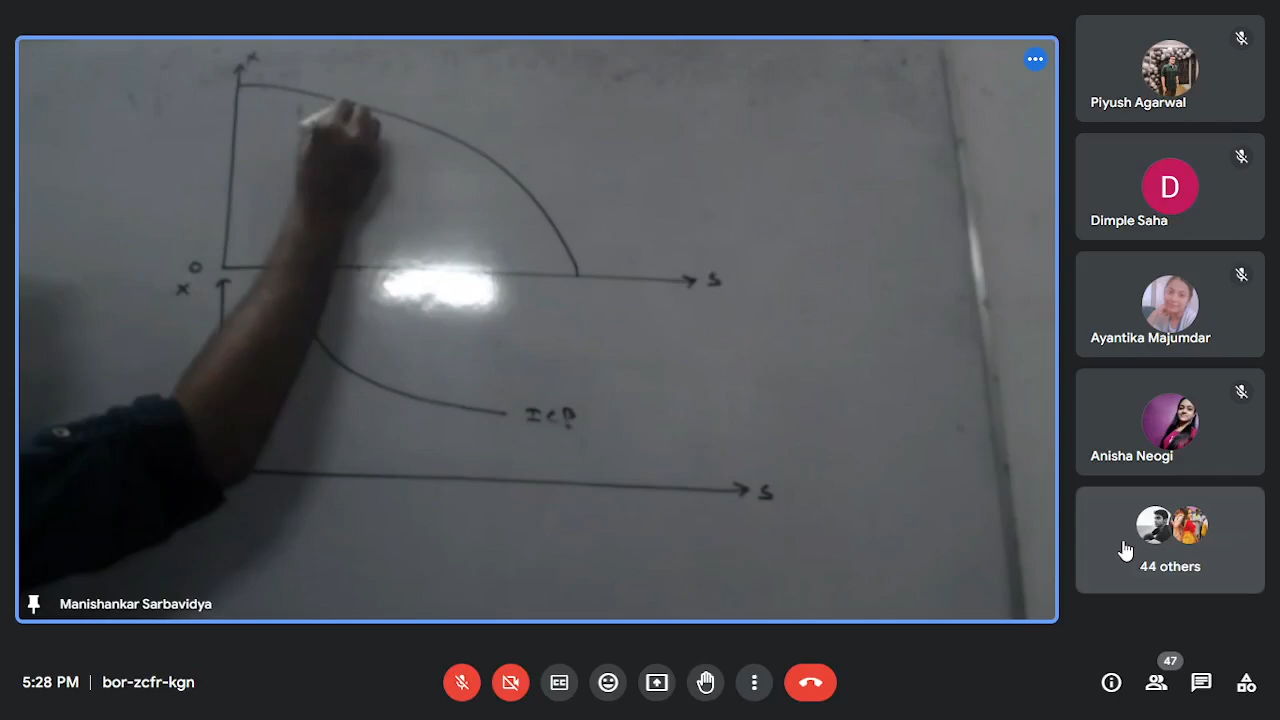 x
O
S
X
ICB
S
Manishankar Sarbavidya
Piyush Agarwal
D
Dimple Saha
Ayantika Majumdar
Anisha Neogi
44 others
5:28 PM | bor-zcfr-kgn
47